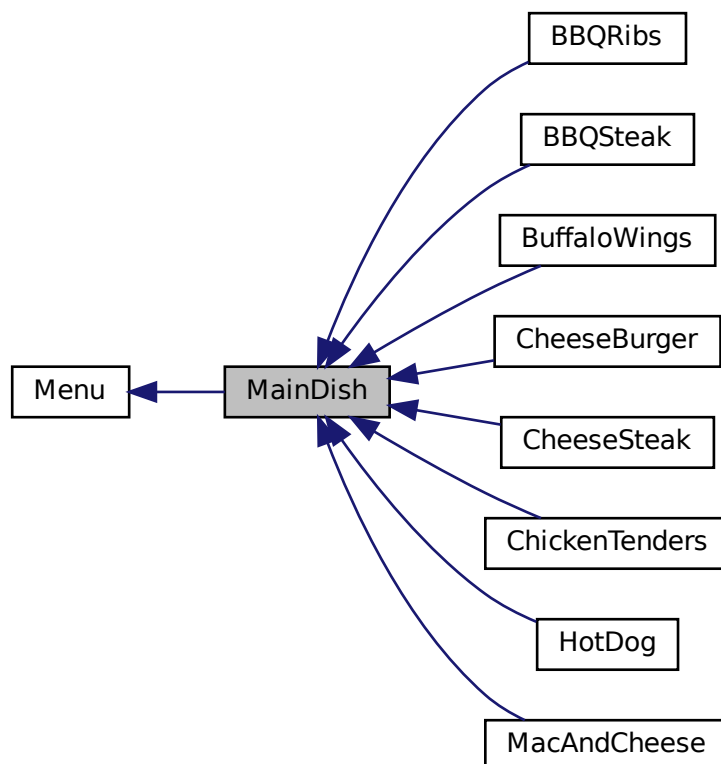 BBQRibs
BBQSteak
BuffaloWings
CheeseBurger
Menu
MainDish
CheeseSteak
ChickenTenders
HotDog
MacAndCheese